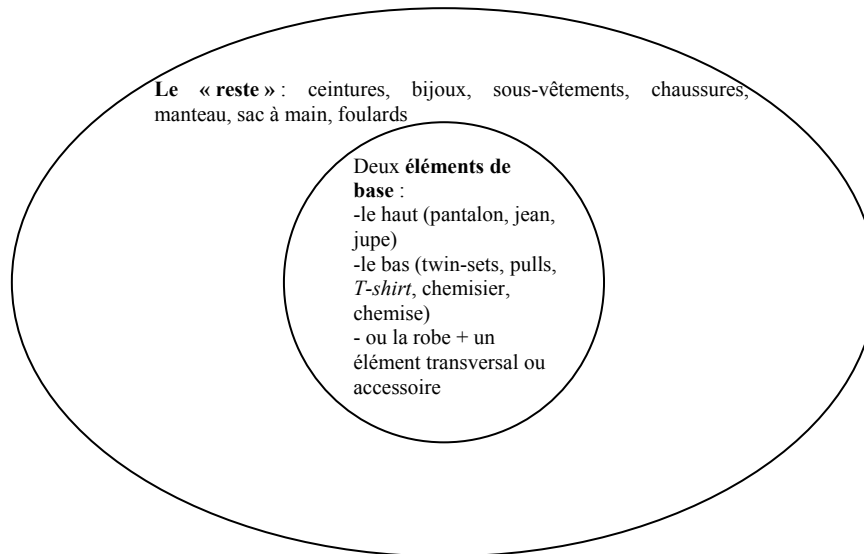 Le « reste » : ceintures, bijoux, sous-vêtements, chaussures,
manteau, sac à main, foulards
Deux éléments de
base :
-le haut (pantalon, jean,
jupe)
-le bas (twin-sets, pulls,
T-shirt, chemisier,
chemise)
- ou la robe + un
élément transversal ou
accessoire